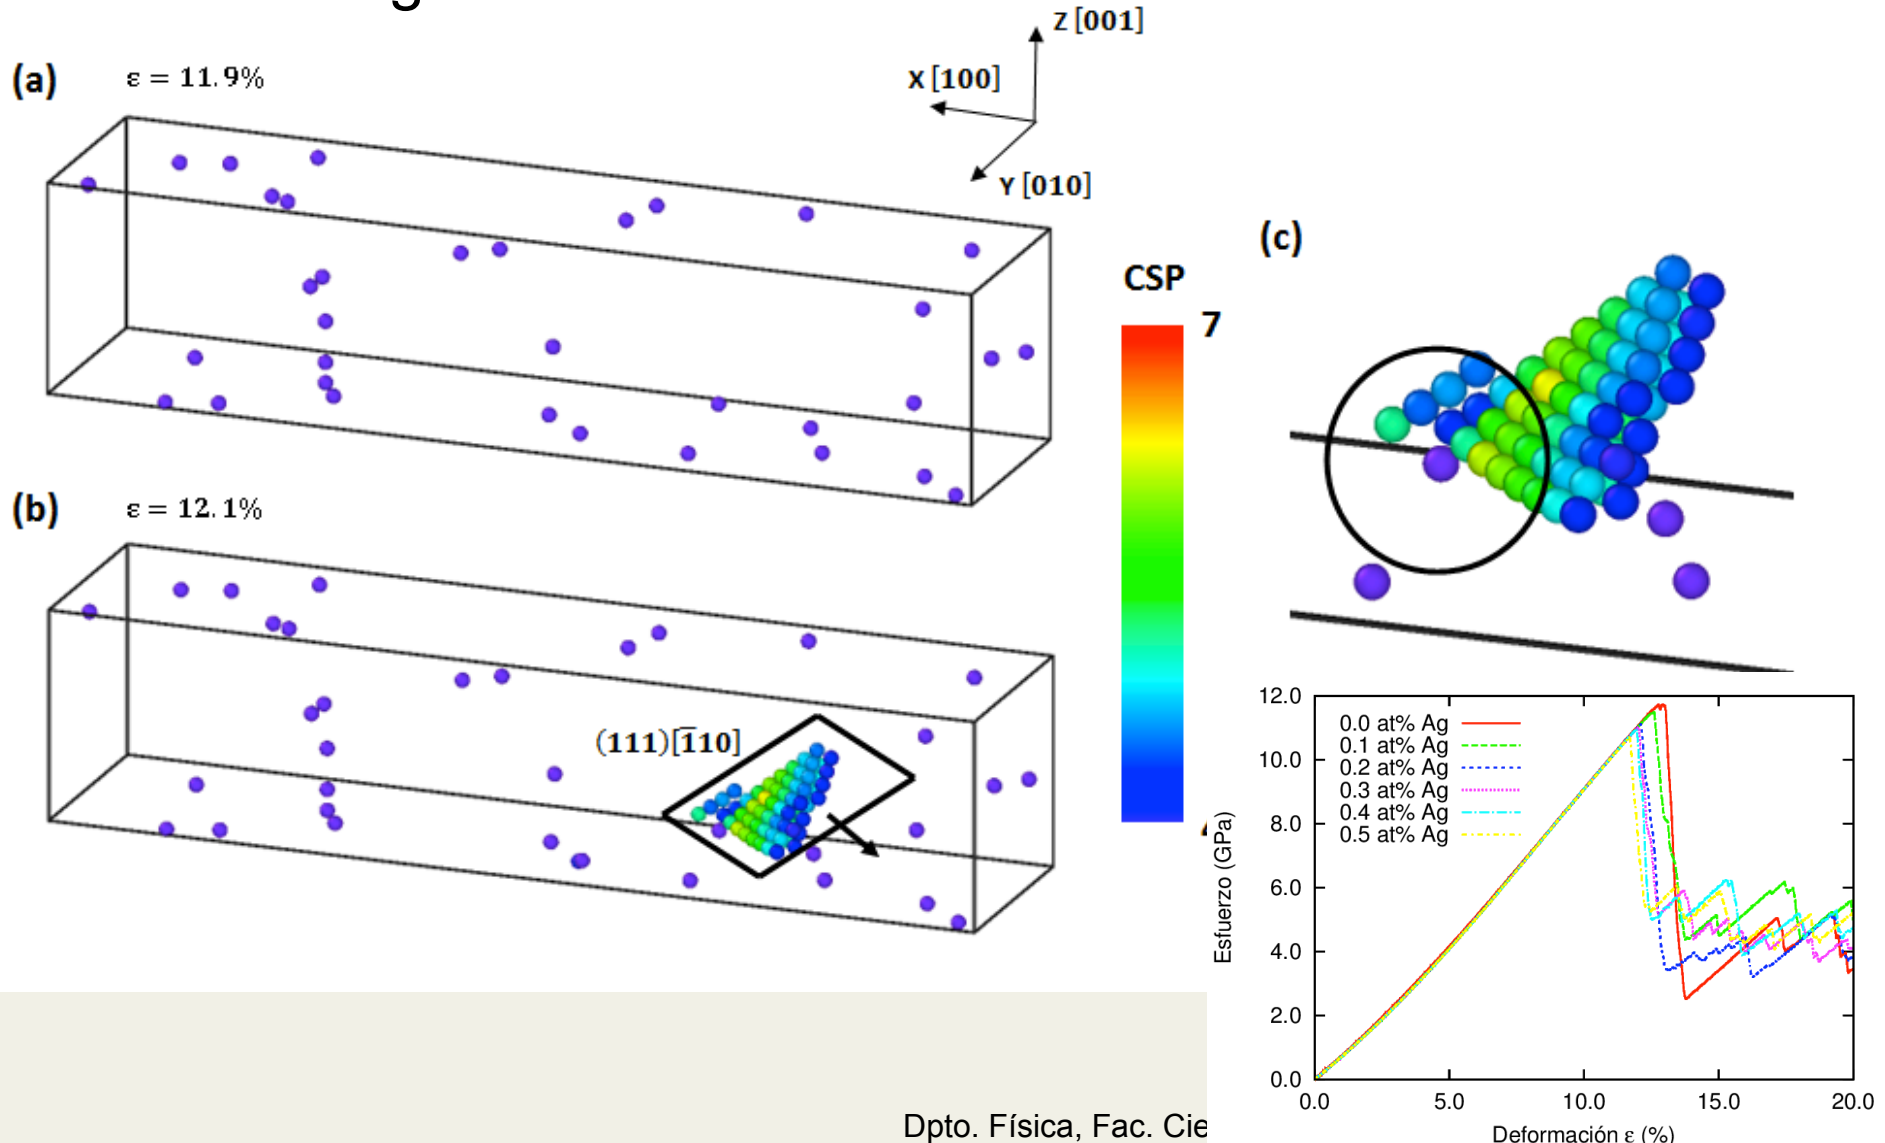 (a)
ε = 11.9%
Z [001]
X [100]
Y [010]
(b)
ε = 12.1%
(111)[1̅10]
CSP
7
(c)
12.0
10.0
8.0
6.0
4.0
2.0
0.0
Esfuerzo (GPa)
0.0 at% Ag
0.1 at% Ag
0.2 at% Ag
0.3 at% Ag
0.4 at% Ag
0.5 at% Ag
0.0 5.0 10.0 15.0 20.0
Deformación ε (%)
Dpto. Física, Fac. Cie